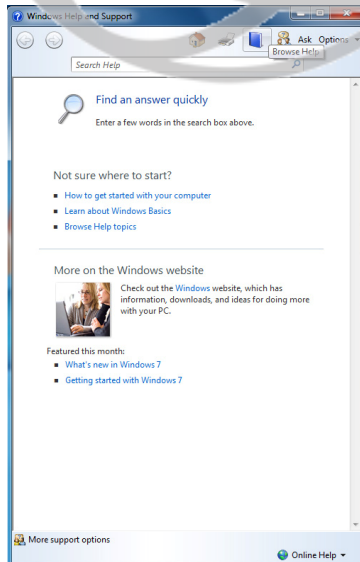 Windows Help and Support
Ask Options
Browse Help
Search Help
Find an answer quickly
Enter a few words in the search box above.
Not sure where to start?
How to get started with your computer
Learn about Windows Basics
Browse Help topics
More on the Windows website
Check out the Windows website, which has
information, downloads, and ideas for doing more
with your PC.
Featured this month:
What's new in Windows 7
Getting started with Windows 7
More support options
Online Help